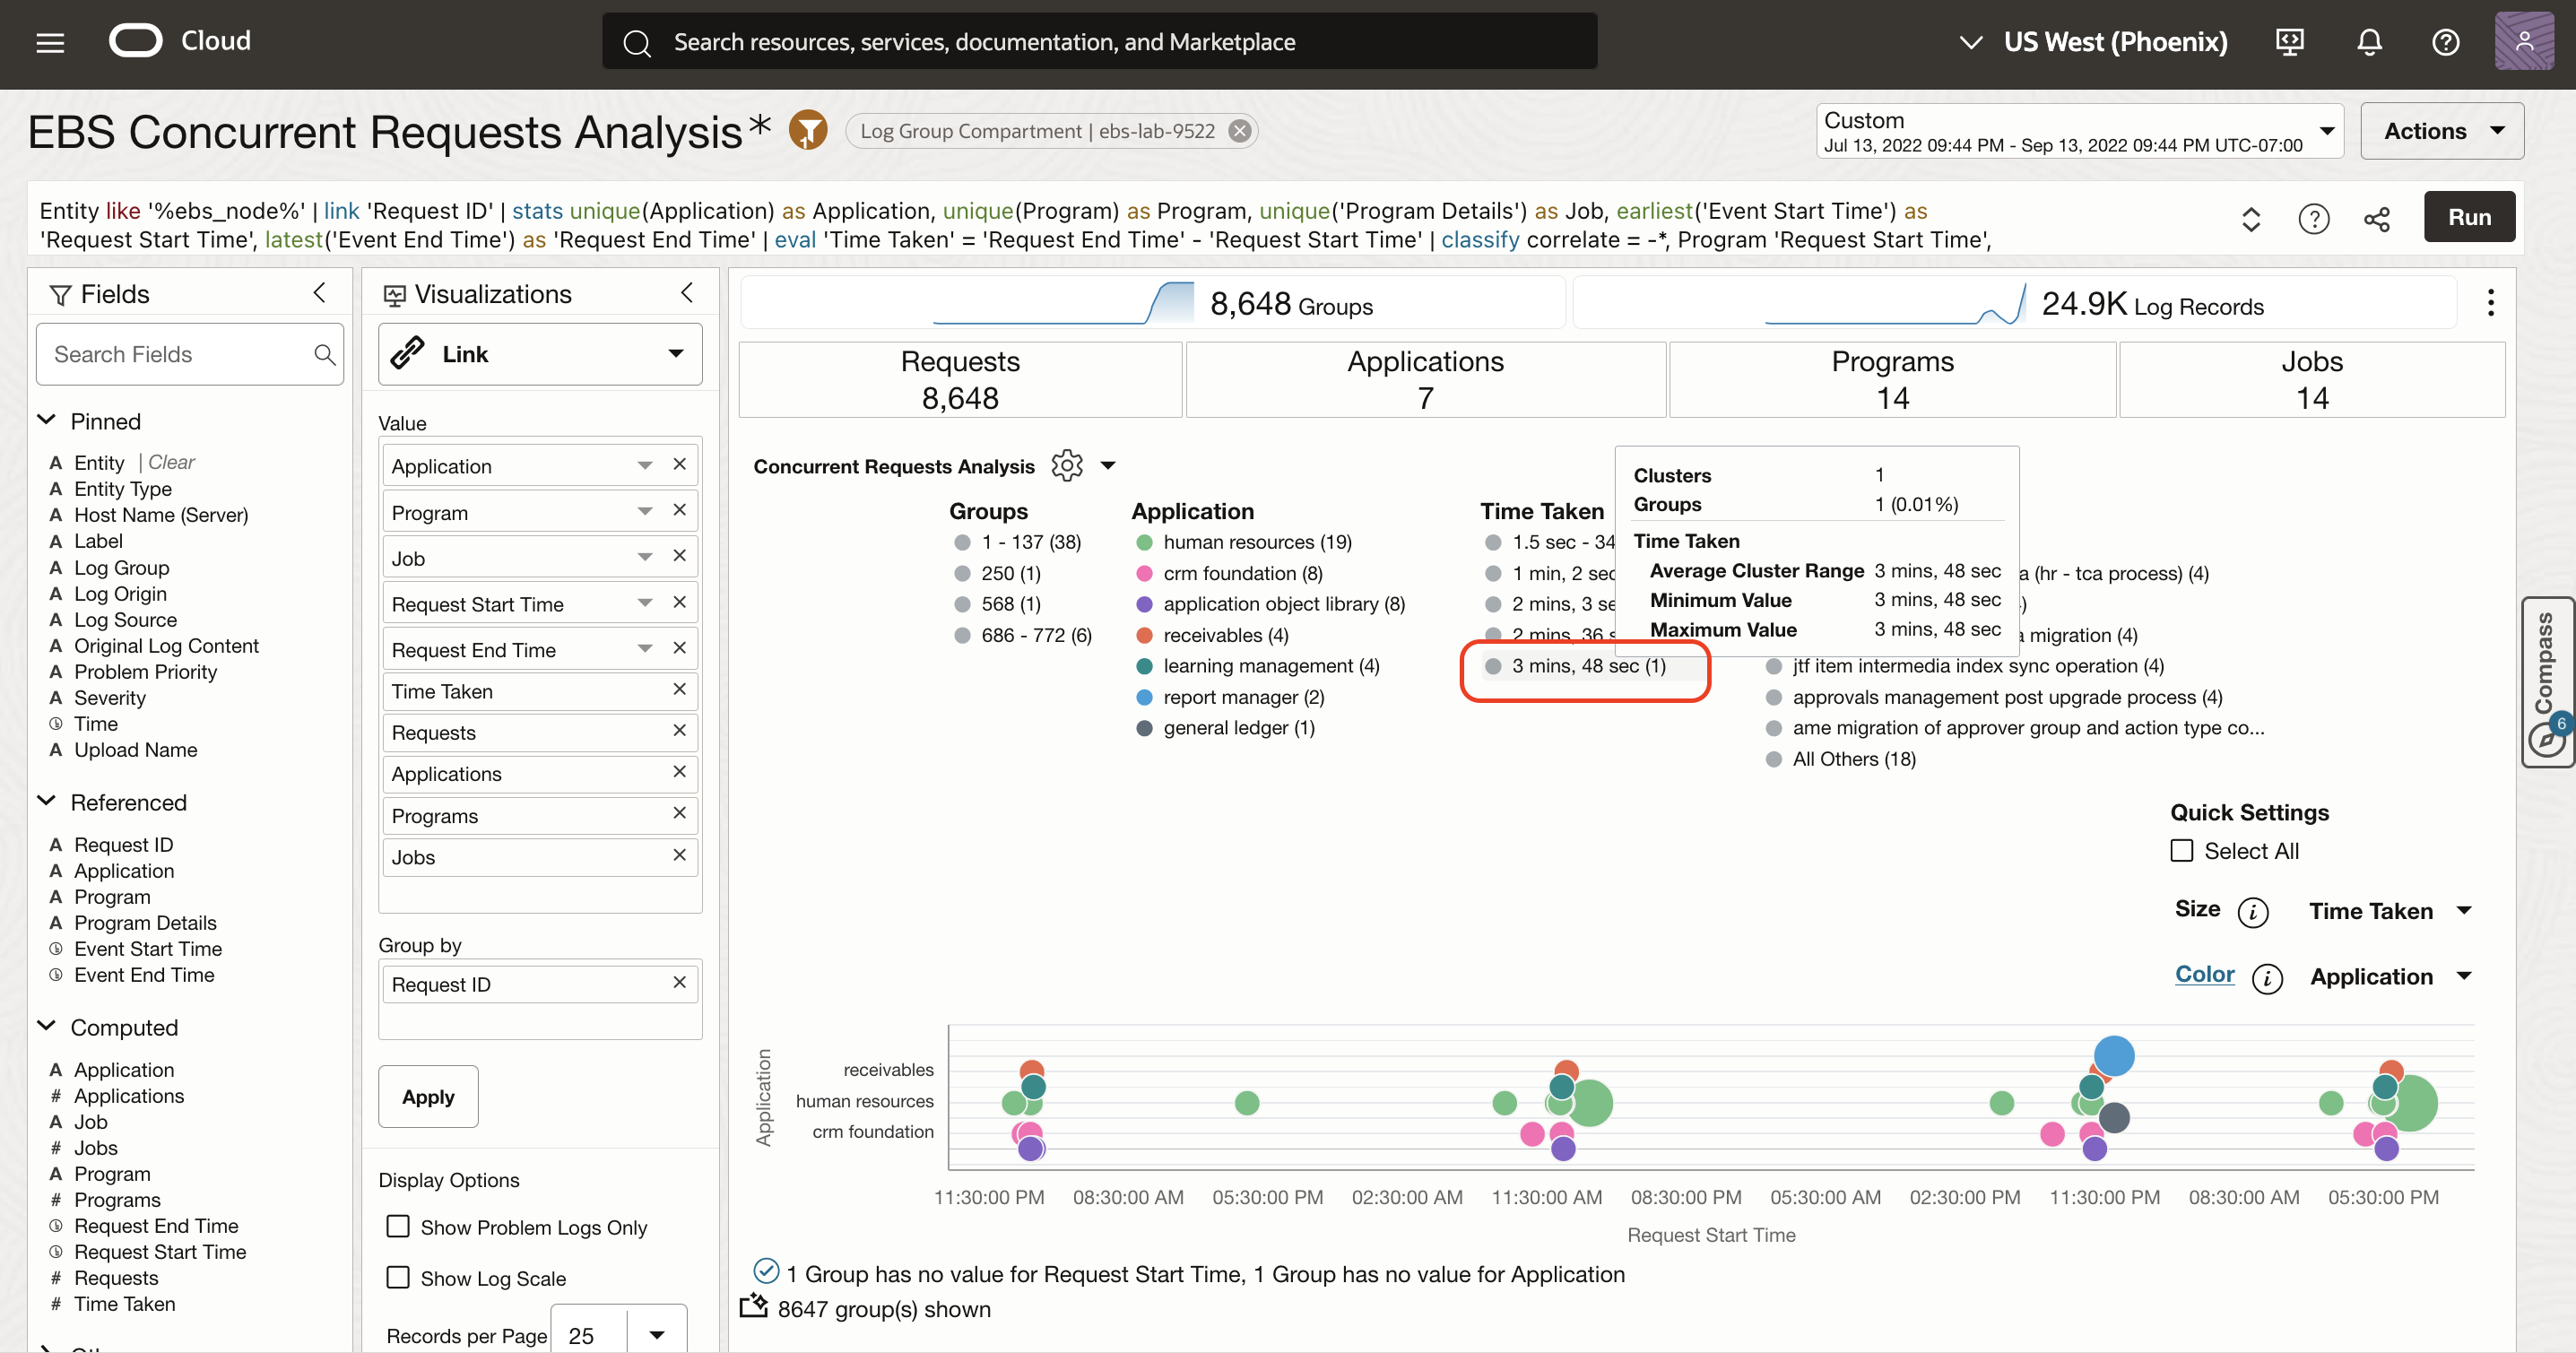 Cloud
Search resources, services, documentation, and Marketplace
US West (Phoenix)
EBS Concurrent Requests Analysis*
1
Log Group Compartment | ebs-lab-9522
Custom
Jul 13, 2022 09:44 PM - Sep 13, 2022 09:44 PM UTC-07:00
Actions
Entity like '%ebs_node%' | link 'Request ID' | stats unique(Application) as Application, unique(Program) as Program, unique('Program Details') as Job, earliest('Event Start Time') as
'Request Start Time', latest('Event End Time') as 'Request End Time' | eval 'Time Taken' = 'Request End Time' - 'Request Start Time' | classify correlate = -*, Program 'Request Start Time',
Run
Fields
Search Fields
Pinned
A Entity | Clear
A Entity Type
A Host Name (Server)
A Label
A Log Group
A Log Origin
A Log Source
A Original Log Content
A Problem Priority
A Severity
Time
A Upload Name
Referenced
A Request ID
A Application
A Program
A Program Details
Event Start Time
Event End Time
Computed
A Application
# Applications
A Job
# Jobs
A Program
# Programs
Request End Time
Request Start Time
# Requests
# Time Taken
Visualizations
Link
Value
Application
Program
Job
Request Start Time
Request End Time
Time Taken
Requests
Applications
Programs
Jobs
Group by
Request ID
Apply
Display Options
Show Problem Logs Only
Show Log Scale
Records per Page 25
8,648 Groups
24.9K Log Records
Requests
8,648
Applications
7
Programs
14
Jobs
14
Concurrent Requests Analysis
Groups
1 - 137 (38)
250 (1)
568 (1)
686 - 772 (6)
Application
human resources (19)
crm foundation (8)
application object library (8)
receivables (4)
learning management (4)
report manager (2)
general ledger (1)
Time Taken
1.5 sec - 34
1 min, 2 sec
2 mins, 3 se
2 mins, 36 s
3 mins, 48 sec (1)
Clusters 1
Groups 1 (0.01%)
Time Taken
Average Cluster Range 3 mins, 48 sec
Minimum Value 3 mins, 48 sec
Maximum Value 3 mins, 48 sec
a (hr - tca process) (4)
)
migration (4)
jtf item intermedia index sync operation (4)
approvals management post upgrade process (4)
ame migration of approver group and action type co...
All Others (18)
Compass
6
Quick Settings
Select All
Size i Time Taken
Color i Application
Application
receivables
human resources
crm foundation
11:30:00 PM 08:30:00 AM 05:30:00 PM 02:30:00 AM 11:30:00 AM 08:30:00 PM 05:30:00 AM 02:30:00 PM 11:30:00 PM 08:30:00 AM 05:30:00 PM
Request Start Time
1 Group has no value for Request Start Time, 1 Group has no value for Application
8647 group(s) shown